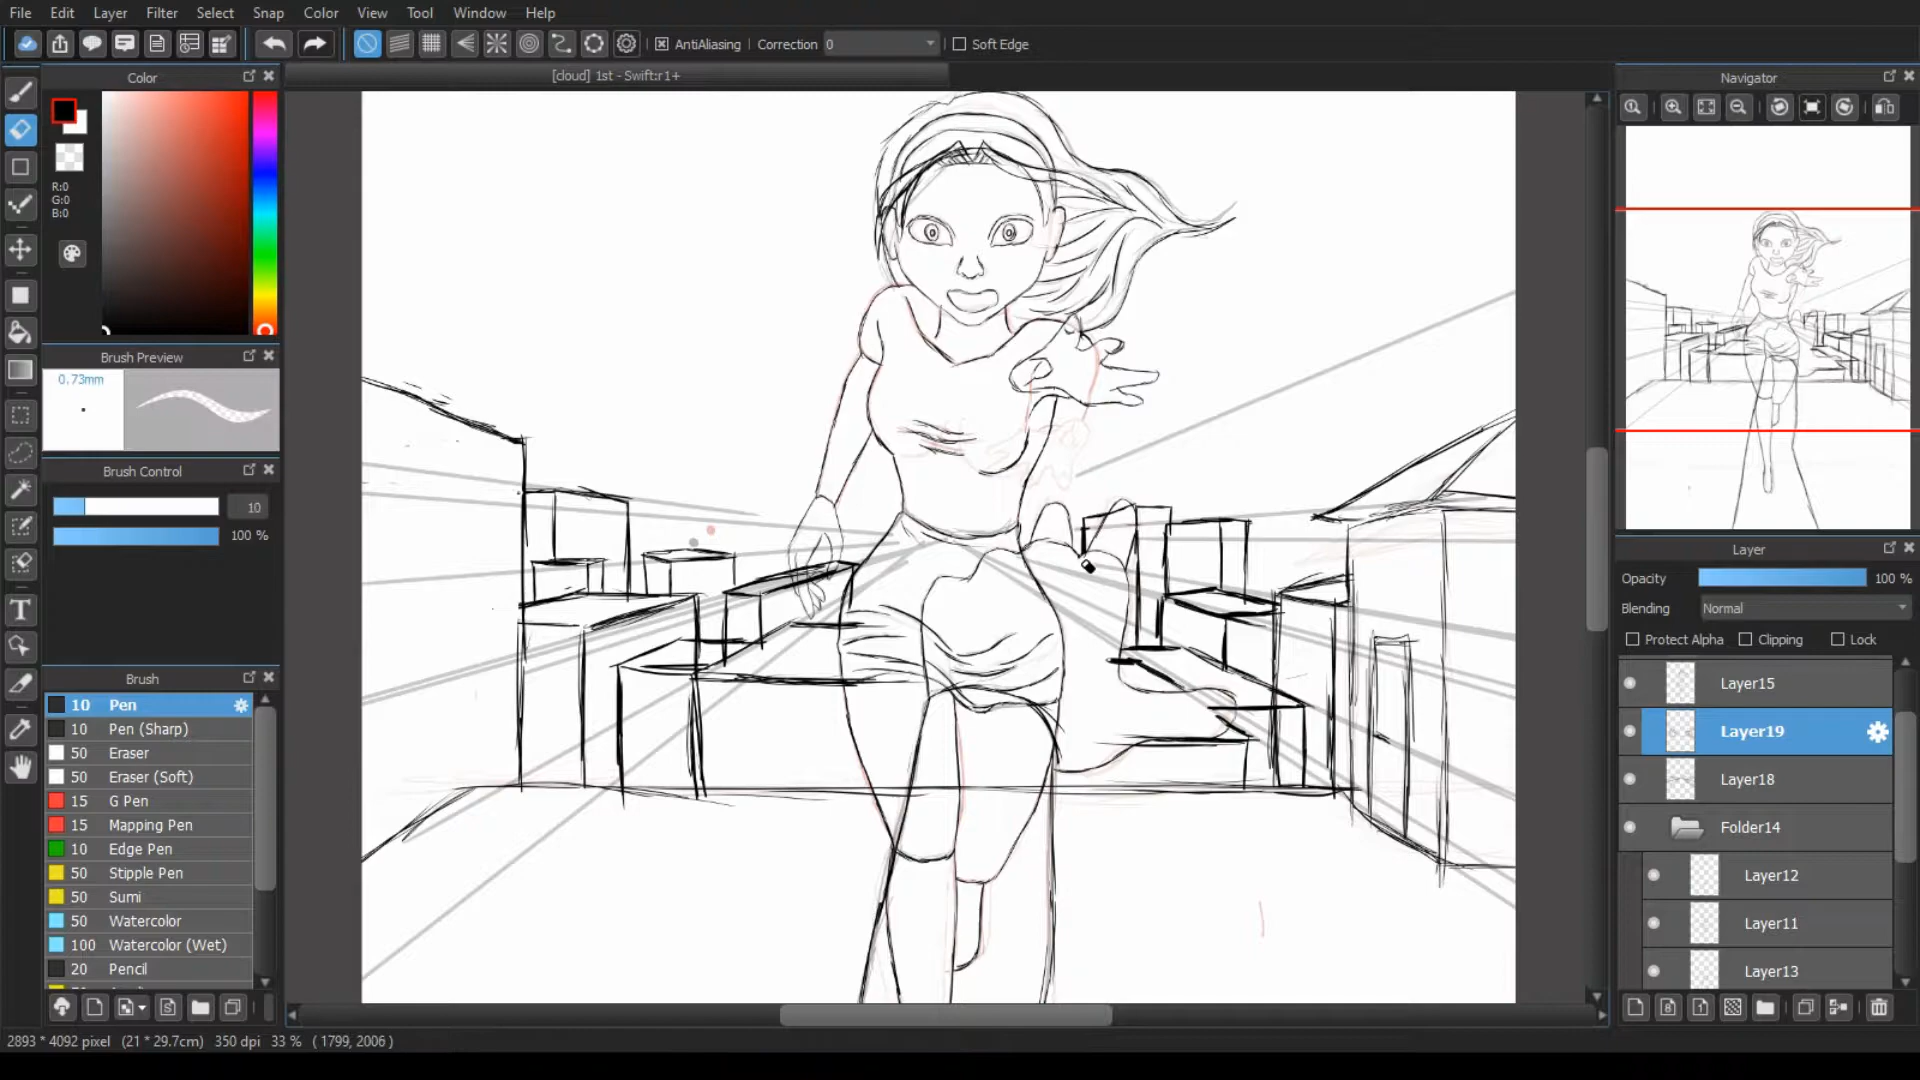 File Edit Layer Filter Select Snap Color View Tool Window Help
AntiAliasing Correction 0 Soft Edge
Color
[cloud] 1st - Swift:r1+
Navigator
R:0
G:0
B:0
Brush Preview
0.73mm
Brush Control
10
100 %
Brush
10 Pen
10 Pen (Sharp)
50 Eraser
50 Eraser (Soft)
15 G Pen
15 Mapping Pen
10 Edge Pen
50 Stipple Pen
50 Sumi
50 Watercolor
100 Watercolor (Wet)
20 Pencil
Layer
Opacity 100 %
Blending Normal
Protect Alpha Clipping Lock
Layer15
Layer19
Layer18
Folder14
Layer12
Layer11
Layer13
2893 * 4092 pixel (21 * 29.7cm) 350 dpi 33 % ( 1799, 2006 )